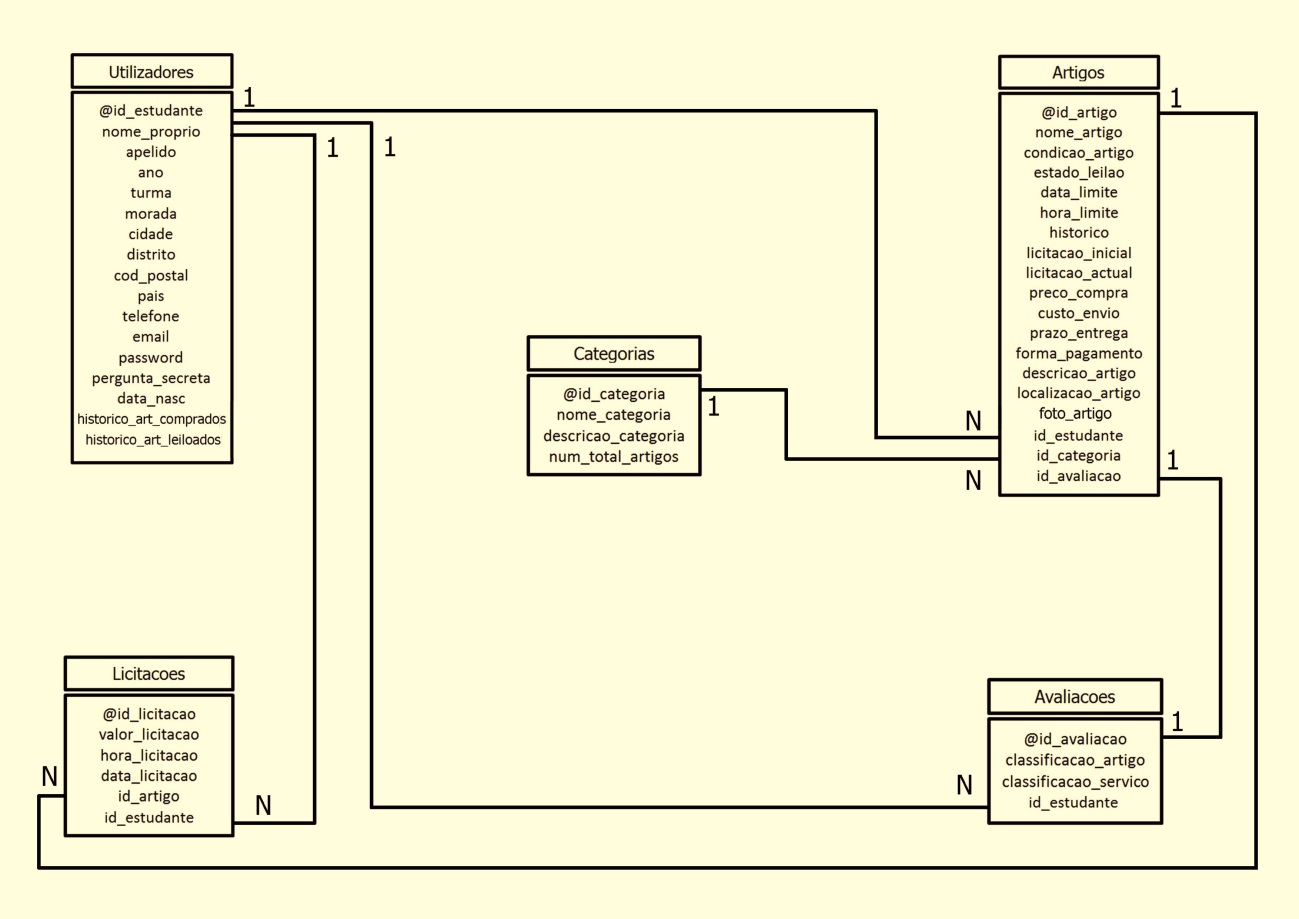 Utilizadores
@id_estudante
nome_proprio
apelido
ano
turma
morada
cidade
distrito
cod_postal
pais
telefone
email
password
pergunta_secreta
data_nasc
historico_art_comprados
historico_art_leiloados
1
1
1
Artigos
@id_artigo
nome_artigo
condicao_artigo
estado_leilao
data_limite
hora_limite
historico
licitacao_inicial
licitacao_actual
preco_compra
custo_envio
prazo_entrega
forma_pagamento
descricao_artigo
localizacao_artigo
foto_artigo
id_estudante
id_categoria
id_avaliacao
1
N
N
1
Categorias
@id_categoria
nome_categoria
descricao_categoria
num_total_artigos
1
Licitacoes
@id_licitacao
valor_licitacao
hora_licitacao
data_licitacao
id_artigo
id_estudante
N
N
Avaliacoes
@id_avaliacao
classificacao_artigo
classificacao_servico
id_estudante
1
N